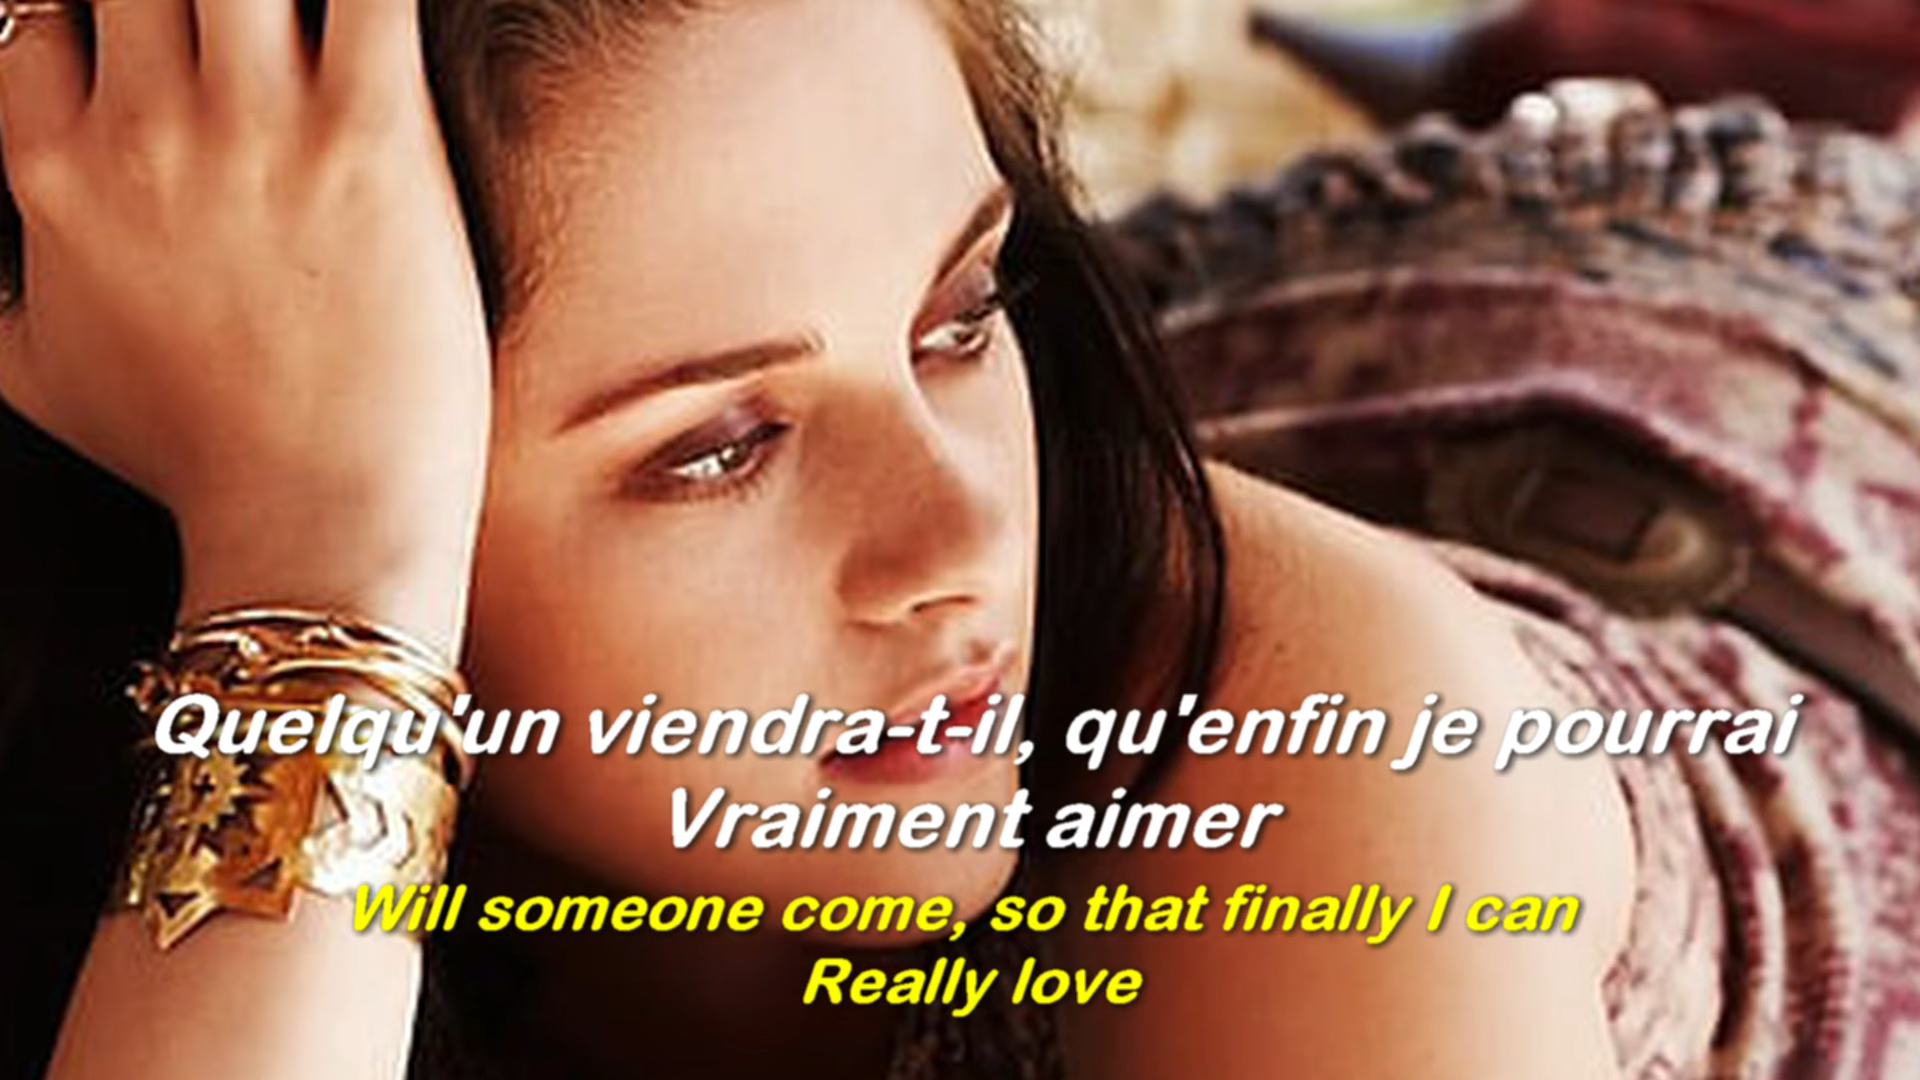 Quelqu'un viendra-t-il, qu'enfin je pourrai
Vraiment aimer
Will someone come, so that finally I can
Really love